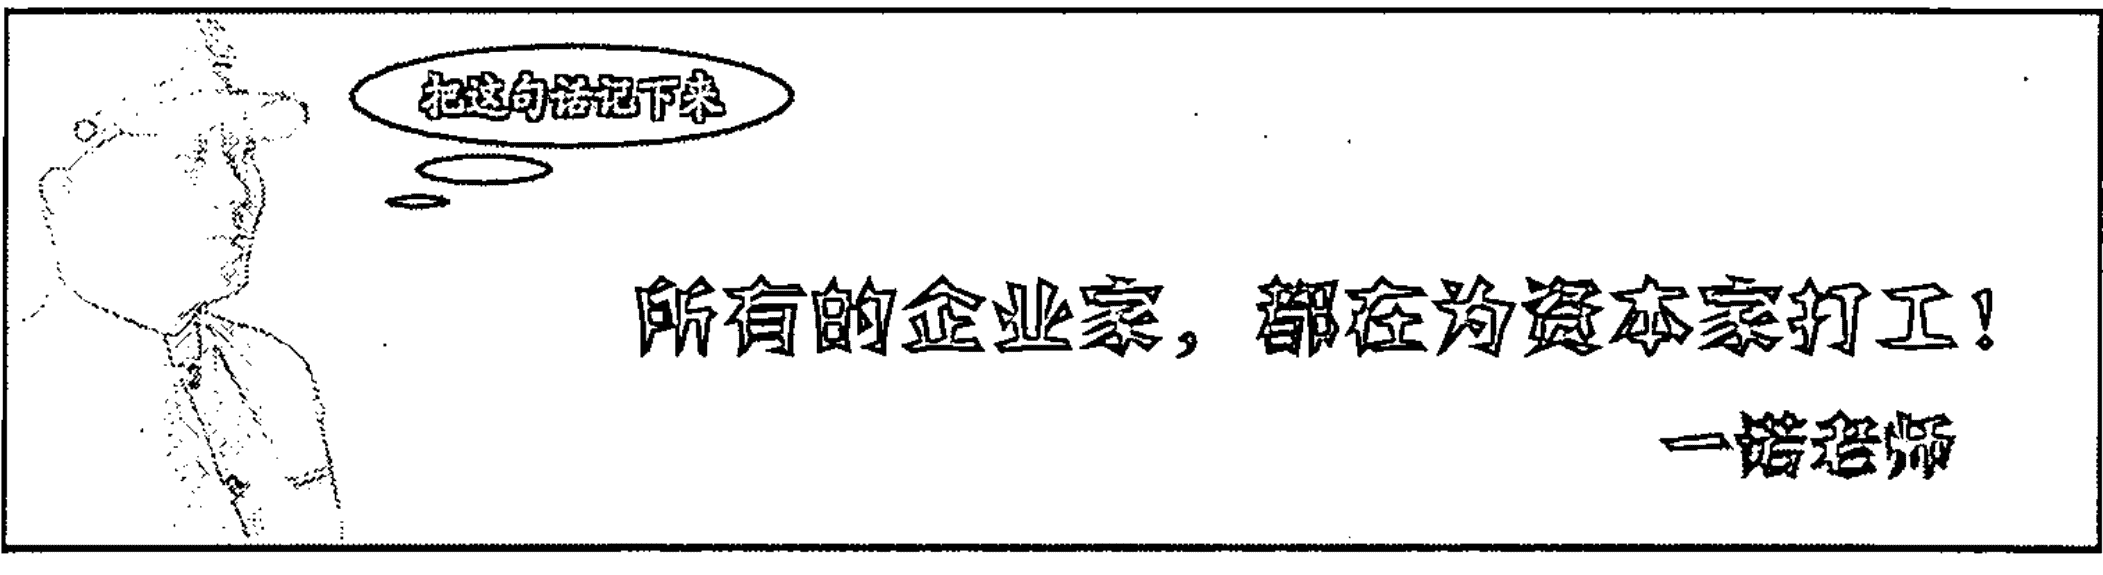 把这句话记下来
所有的企业家，都在为资本家打工！
一诺老师